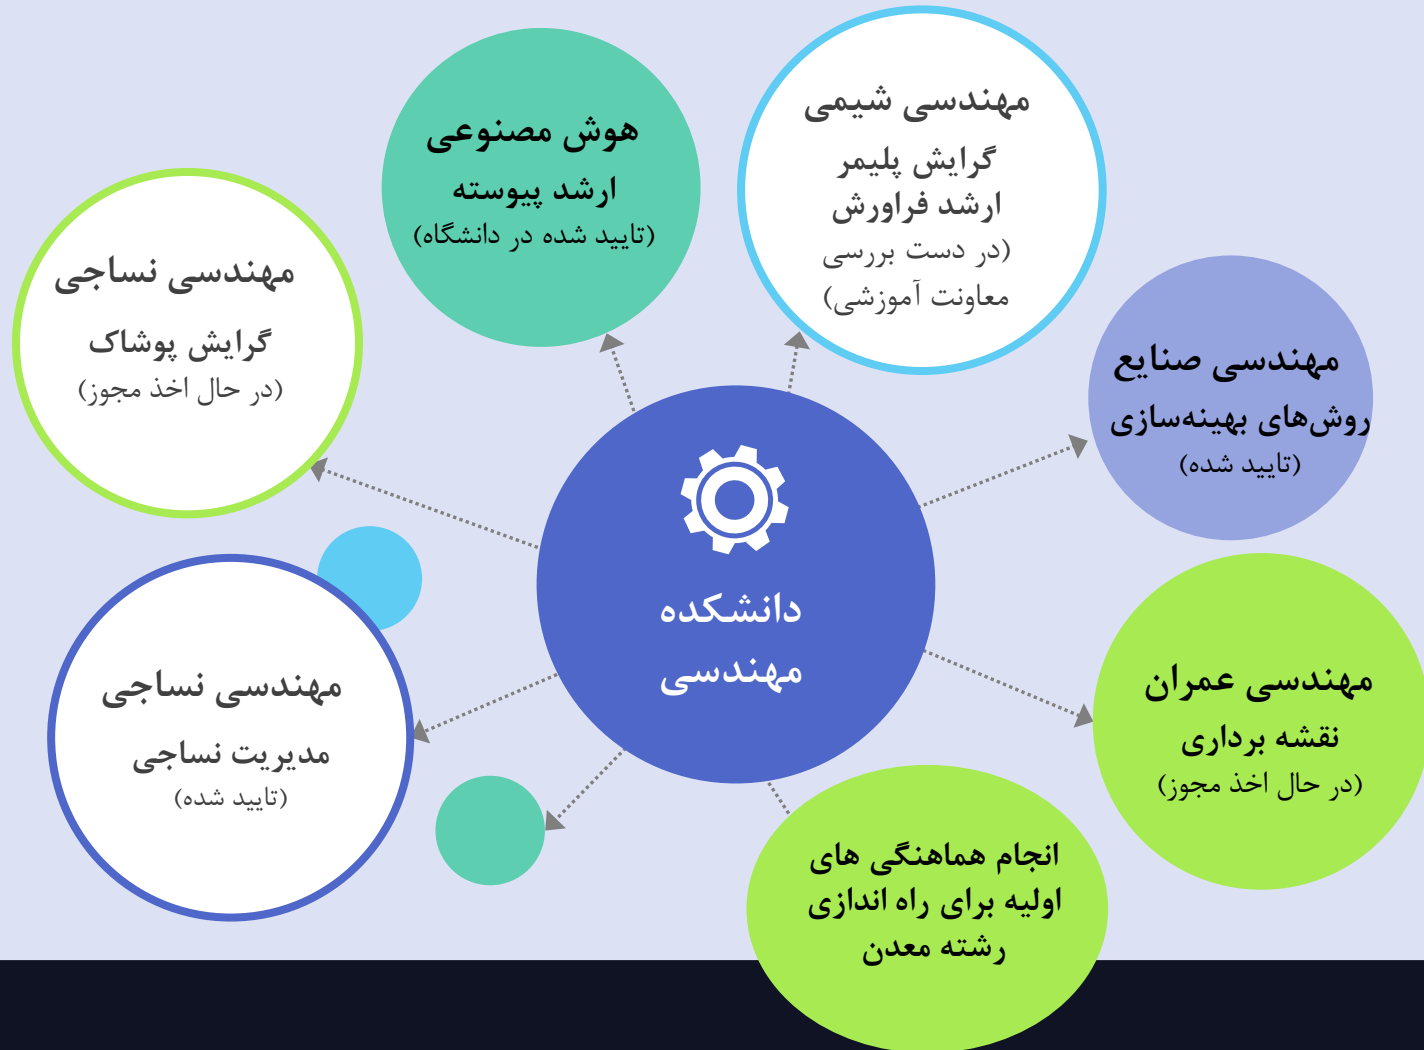 مهندسی شیمی
گرایش پلیمر
ارشد فراورش
(در دست بررسی
معاونت آموزشی)
هوش مصنوعی
ارشد پیوسته
(تایید شده در دانشگاه)
مهندسی نساجی
گرایش پوشاک
(در حال اخذ مجوز)
مهندسی صنایع
روش‌های بهینه‌سازی
(تایید شده)
دانشکده
مهندسی
مهندسی عمران
نقشه برداری
(در حال اخذ مجوز)
مهندسی نساجی
مدیریت نساجی
(تایید شده)
انجام هماهنگی های
اولیه برای راه اندازی
رشته معدن